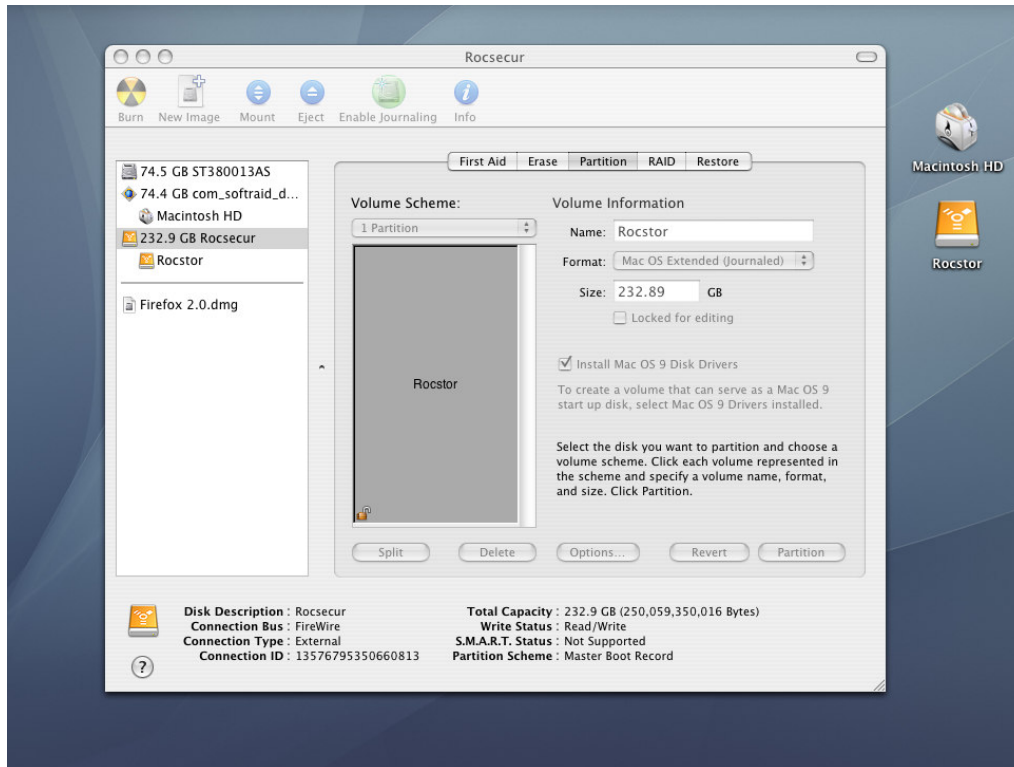 Rocsecur
Burn New Image Mount Eject Enable Journaling Info
First Aid Erase Partition RAID Restore
74.5 GB ST380013AS
74.4 GB com_softraid_d...
Macintosh HD
232.9 GB Rocsecur
Rocstor
Firefox 2.0.dmg
Volume Scheme:
1 Partition
Rocstor
Volume Information
Name: Rocstor
Format: Mac OS Extended (Journaled)
Size: 232.89 GB
Locked for editing
Install Mac OS 9 Disk Drivers
To create a volume that can serve as a Mac OS 9
start up disk, select Mac OS 9 Drivers installed.
Select the disk you want to partition and choose a
volume scheme. Click each volume represented in
the scheme and specify a volume name, format,
and size. Click Partition.
Split Delete Options... Revert Partition
Disk Description : Rocsecur
Connection Bus : FireWire
Connection Type : External
Connection ID : 13576795350660813
Total Capacity : 232.9 GB (250,059,350,016 Bytes)
Write Status : Read/Write
S.M.A.R.T. Status : Not Supported
Partition Scheme : Master Boot Record
?
Macintosh HD
Rocstor